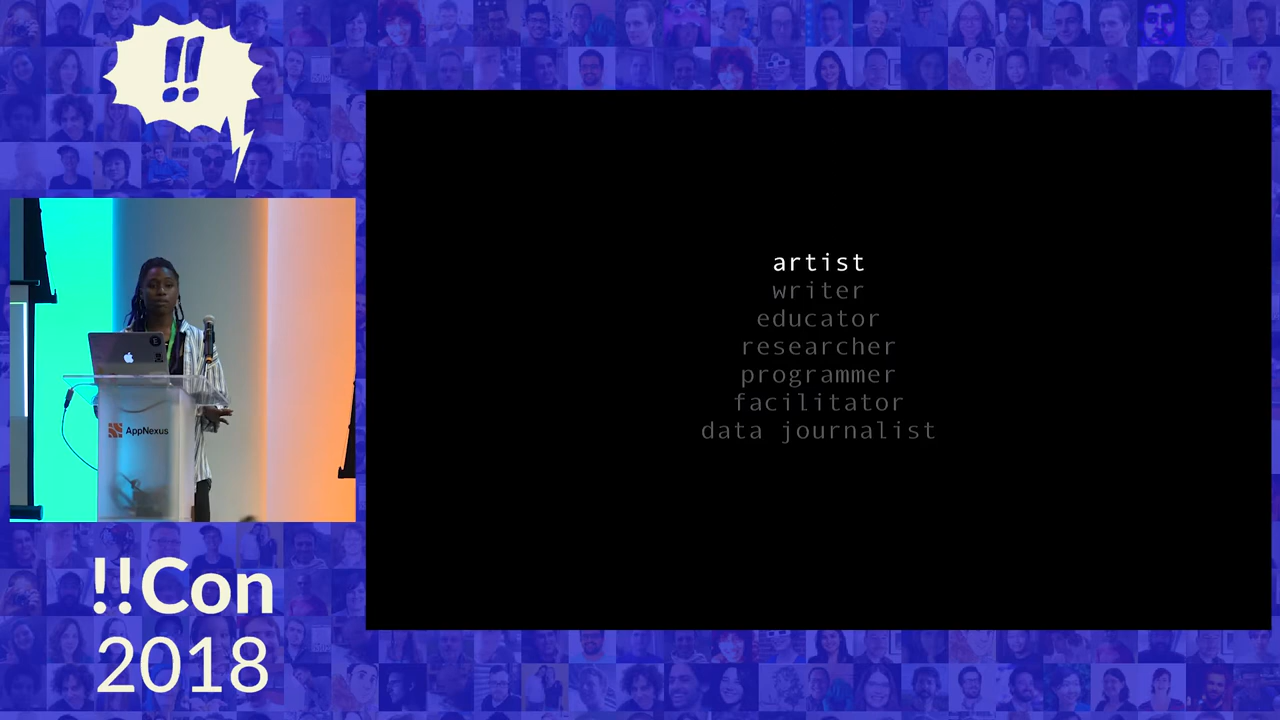 !!
AppNexus
!!Con
2018
artist
writer
educator
researcher
programmer
facilitator
data journalist